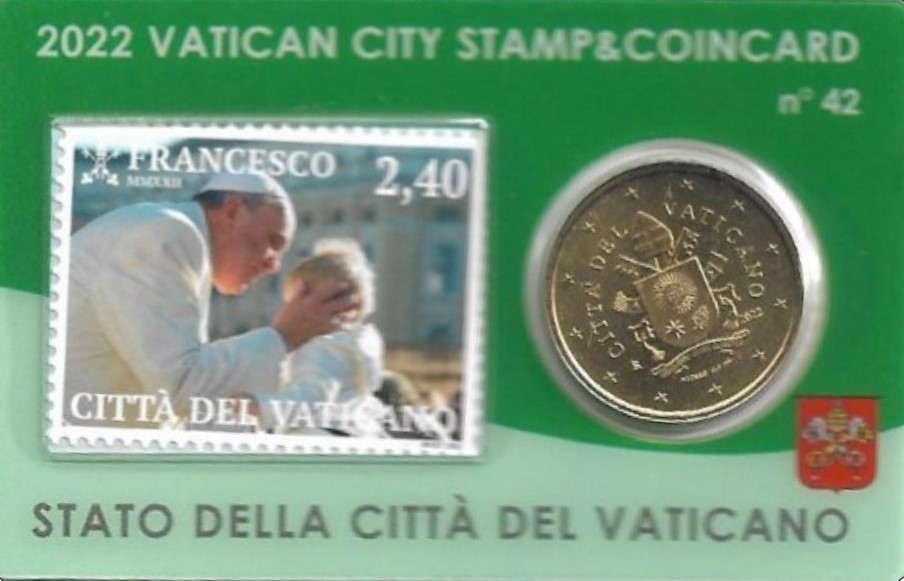 2022 VATICAN CITY STAMP&COINCARD
n° 42
FRANCESCO
MMXXII
2,40
CITTÀ DEL VATICANO
CITTÀ DEL VATICANO
STATO DELLA CITTÀ DEL VATICANO